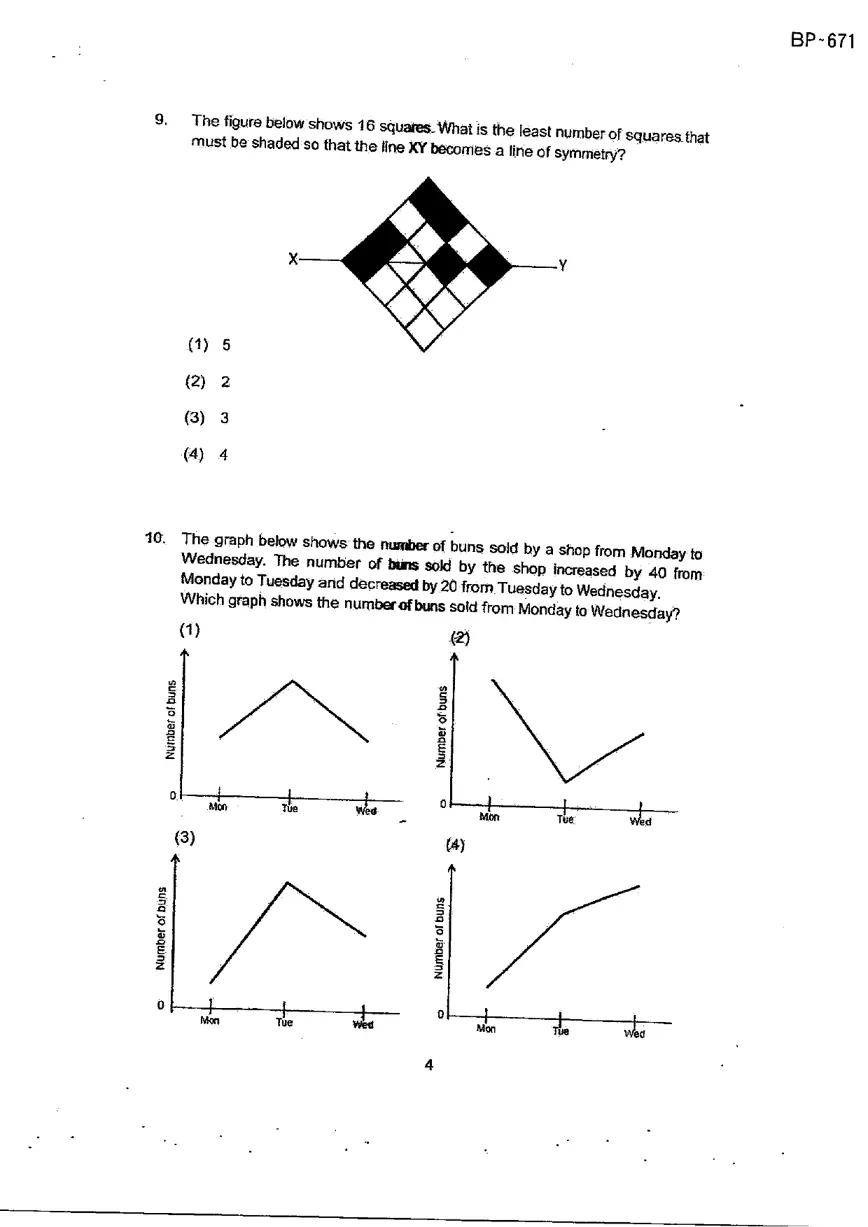 BP-671
9. The figure below shows 16 squares. What is the least number of squares that
must be shaded so that the line XY becomes a line of symmetry?
X Y
(1) 5
(2) 2
(3) 3
(4) 4
10. The graph below shows the number of buns sold by a shop from Monday to
Wednesday. The number of buns sold by the shop increased by 40 from
Monday to Tuesday and decreased by 20 from Tuesday to Wednesday.
Which graph shows the number of buns sold from Monday to Wednesday?
(1) (2)
Number of buns
0
Mon Tue Wed
Number of buns
0
Mon Tue Wed
(3) (4)
Number of buns
0
Mon Tue Wed
Number of buns
0
Mon Tue Wed
4